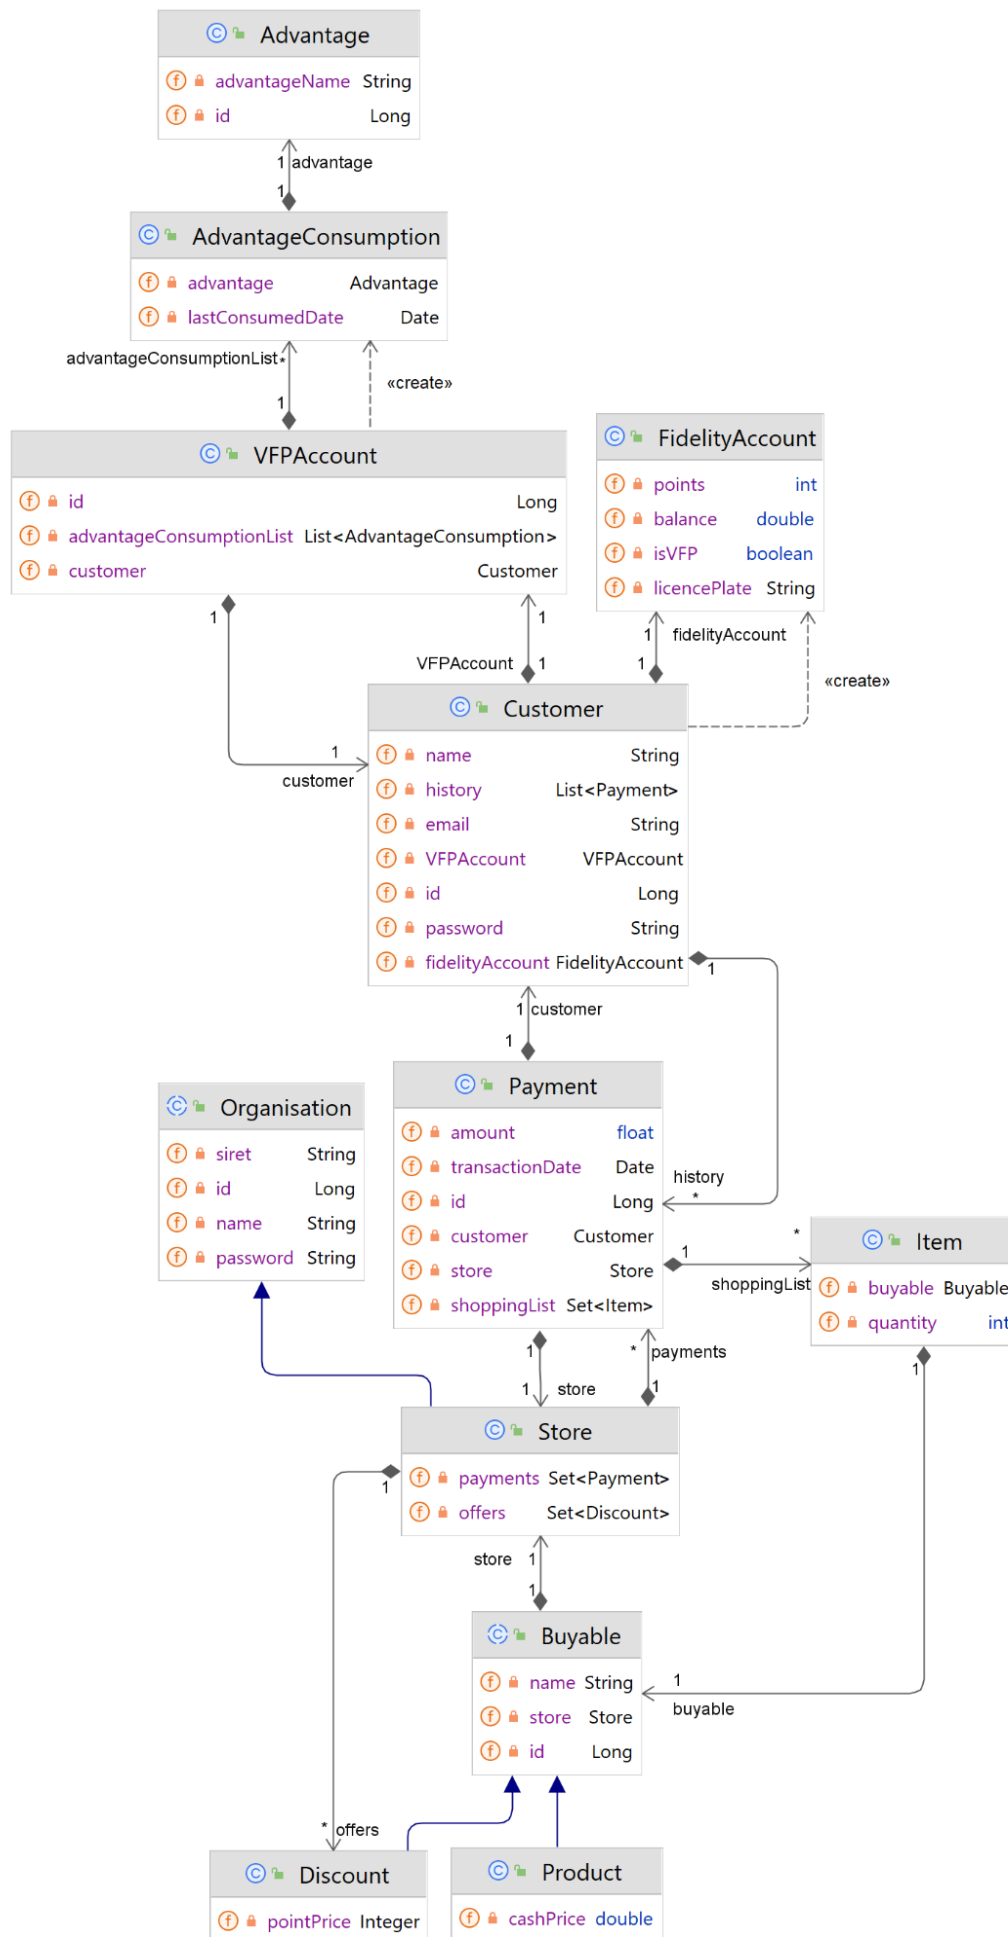 Advantage
advantageName String
id Long
1 advantage
1
AdvantageConsumption
advantage Advantage
lastConsumedDate Date
advantageConsumptionList *
«create»
1
VFPAccount
id Long
advantageConsumptionList List<AdvantageConsumption>
customer Customer
FidelityAccount
points int
balance double
isVFP boolean
licencePlate String
1
1
1 fidelityAccount
VFPAccount 1
1
«create»
Customer
name String
history List<Payment>
email String
VFPAccount VFPAccount
id Long
password String
fidelityAccount FidelityAccount
1
customer
1
1 customer
1
Payment
amount float
transactionDate Date
id Long
customer Customer
store Store
shoppingList Set<Item>
history
*
Organisation
siret String
id Long
name String
password String
1
*
shoppingList
Item
buyable Buyable
quantity int
1
1
* payments
1 store
1
Store
payments Set<Payment>
offers Set<Discount>
1
store 1
1
Buyable
name String
store Store
id Long
1
buyable
* offers
Discount
pointPrice Integer
Product
cashPrice double